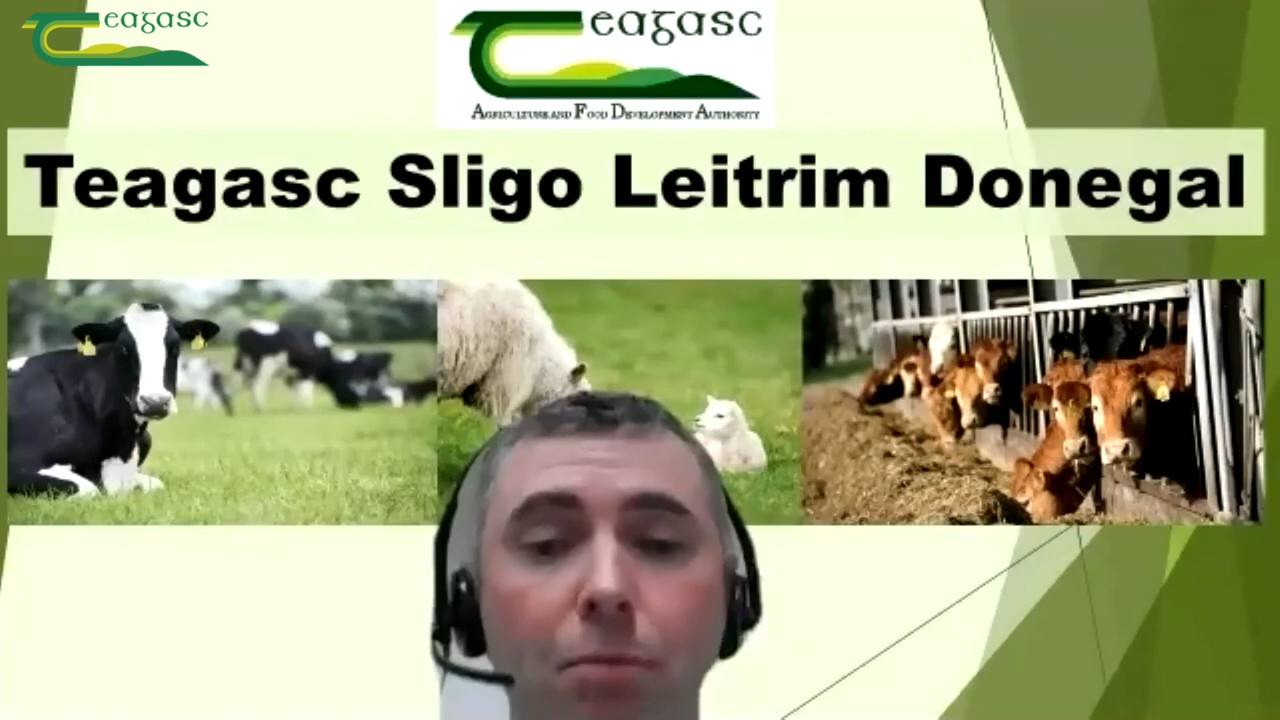 Teagasc
Teagasc
AGRICULTURE AND FOOD DEVELOPMENT AUTHORITY
Teagasc Sligo Leitrim Donegal